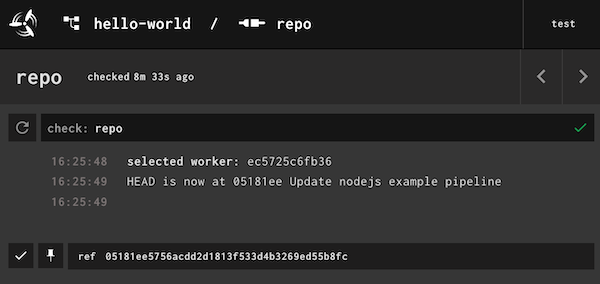 hello-world / repo test
repo checked 8m 33s ago
check: repo
16:25:48 selected worker: ec5725c6fb36
16:25:49 HEAD is now at 05181ee Update nodejs example pipeline
16:25:49
ref 05181ee5756acdd2d1813f533d4b3269ed55b8fc